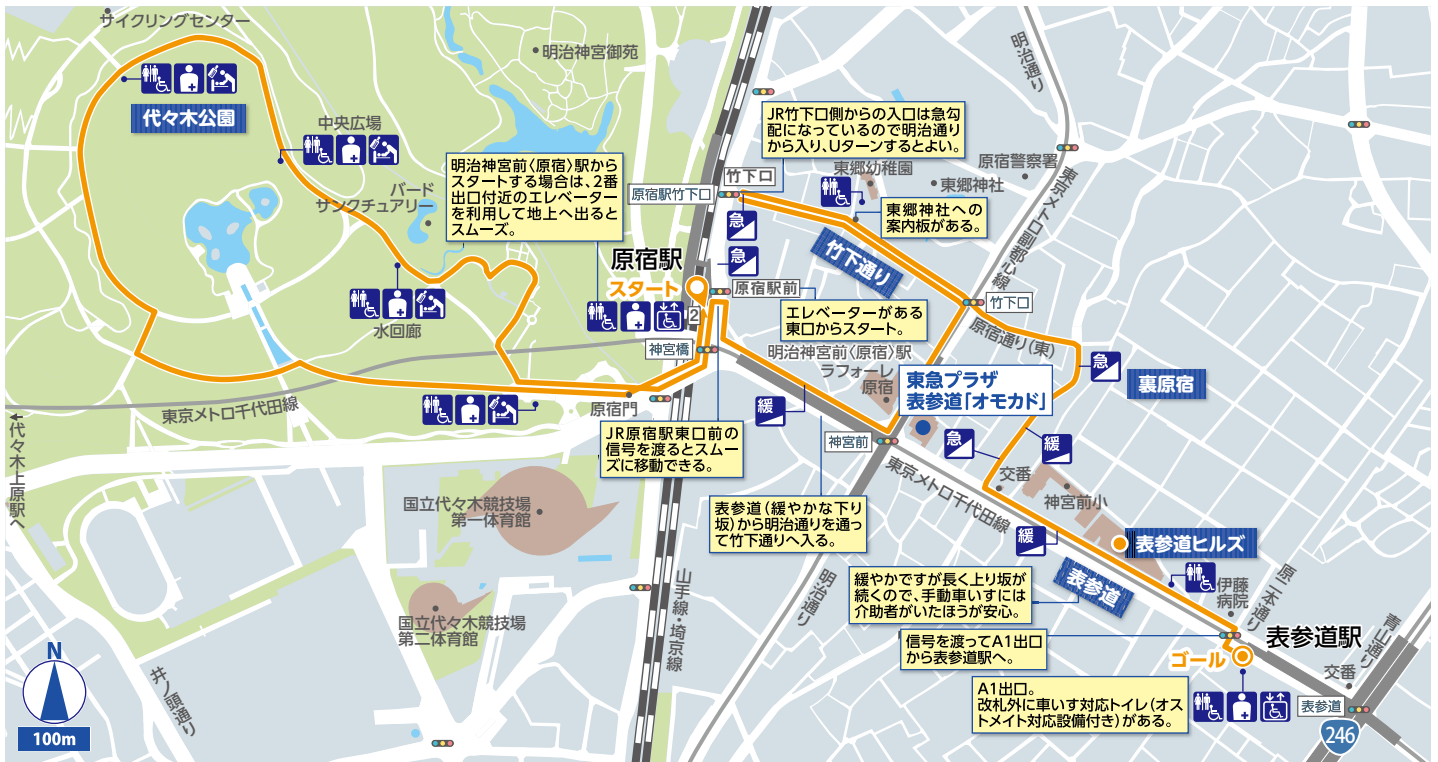 サイクリングセンター
代々木公園
中央広場
バード
サンクチュアリー
水回廊
明治神宮御苑
明治神宮前〈原宿〉駅から
スタートする場合は、2番
出口付近のエレベーター
を利用して地上へ出ると
スムーズ。
原宿駅
スタート
2
原宿駅竹下口
竹下口
急
急
原宿駅前
神宮橋
JR竹下口側からの入口は急勾
配になっているので明治通り
から入り、Uターンするとよい。
東郷幼稚園
東郷神社
原宿警察署
明治通り
東京メトロ副都心線
東郷神社への
案内板がある。
竹下通り
エレベーターがある
東口からスタート。
竹下口
原宿通り(東)
急
裏原宿
明治神宮前〈原宿〉駅
ラフォーレ
原宿
東急プラザ
表参道「オモカド」
緩
神宮前
急
緩
交番
神宮前小
東京メトロ千代田線
原宿門
東京メトロ千代田線
←代々木上原駅へ
JR原宿駅東口前の
信号を渡るとスムー
ズに移動できる。
国立代々木競技場
第一体育館
国立代々木競技場
第二体育館
表参道(緩やかな下り
坂)から明治通りを通っ
て竹下通りへ入る。
緩
表参道ヒルズ
表参道
緩やかですが長く上り坂が
続くので、手動車いすには
介助者がいたほうが安心。
伊藤
病院
原二本通り
信号を渡ってA1出口
から表参道駅へ。
表参道駅
ゴール
青山通り
交番
A1出口。
改札外に車いす対応トイレ(オス
トメイト対応設備付き)がある。
表参道
246
山手線・埼京線
明治通り
井ノ頭通り
N
100m